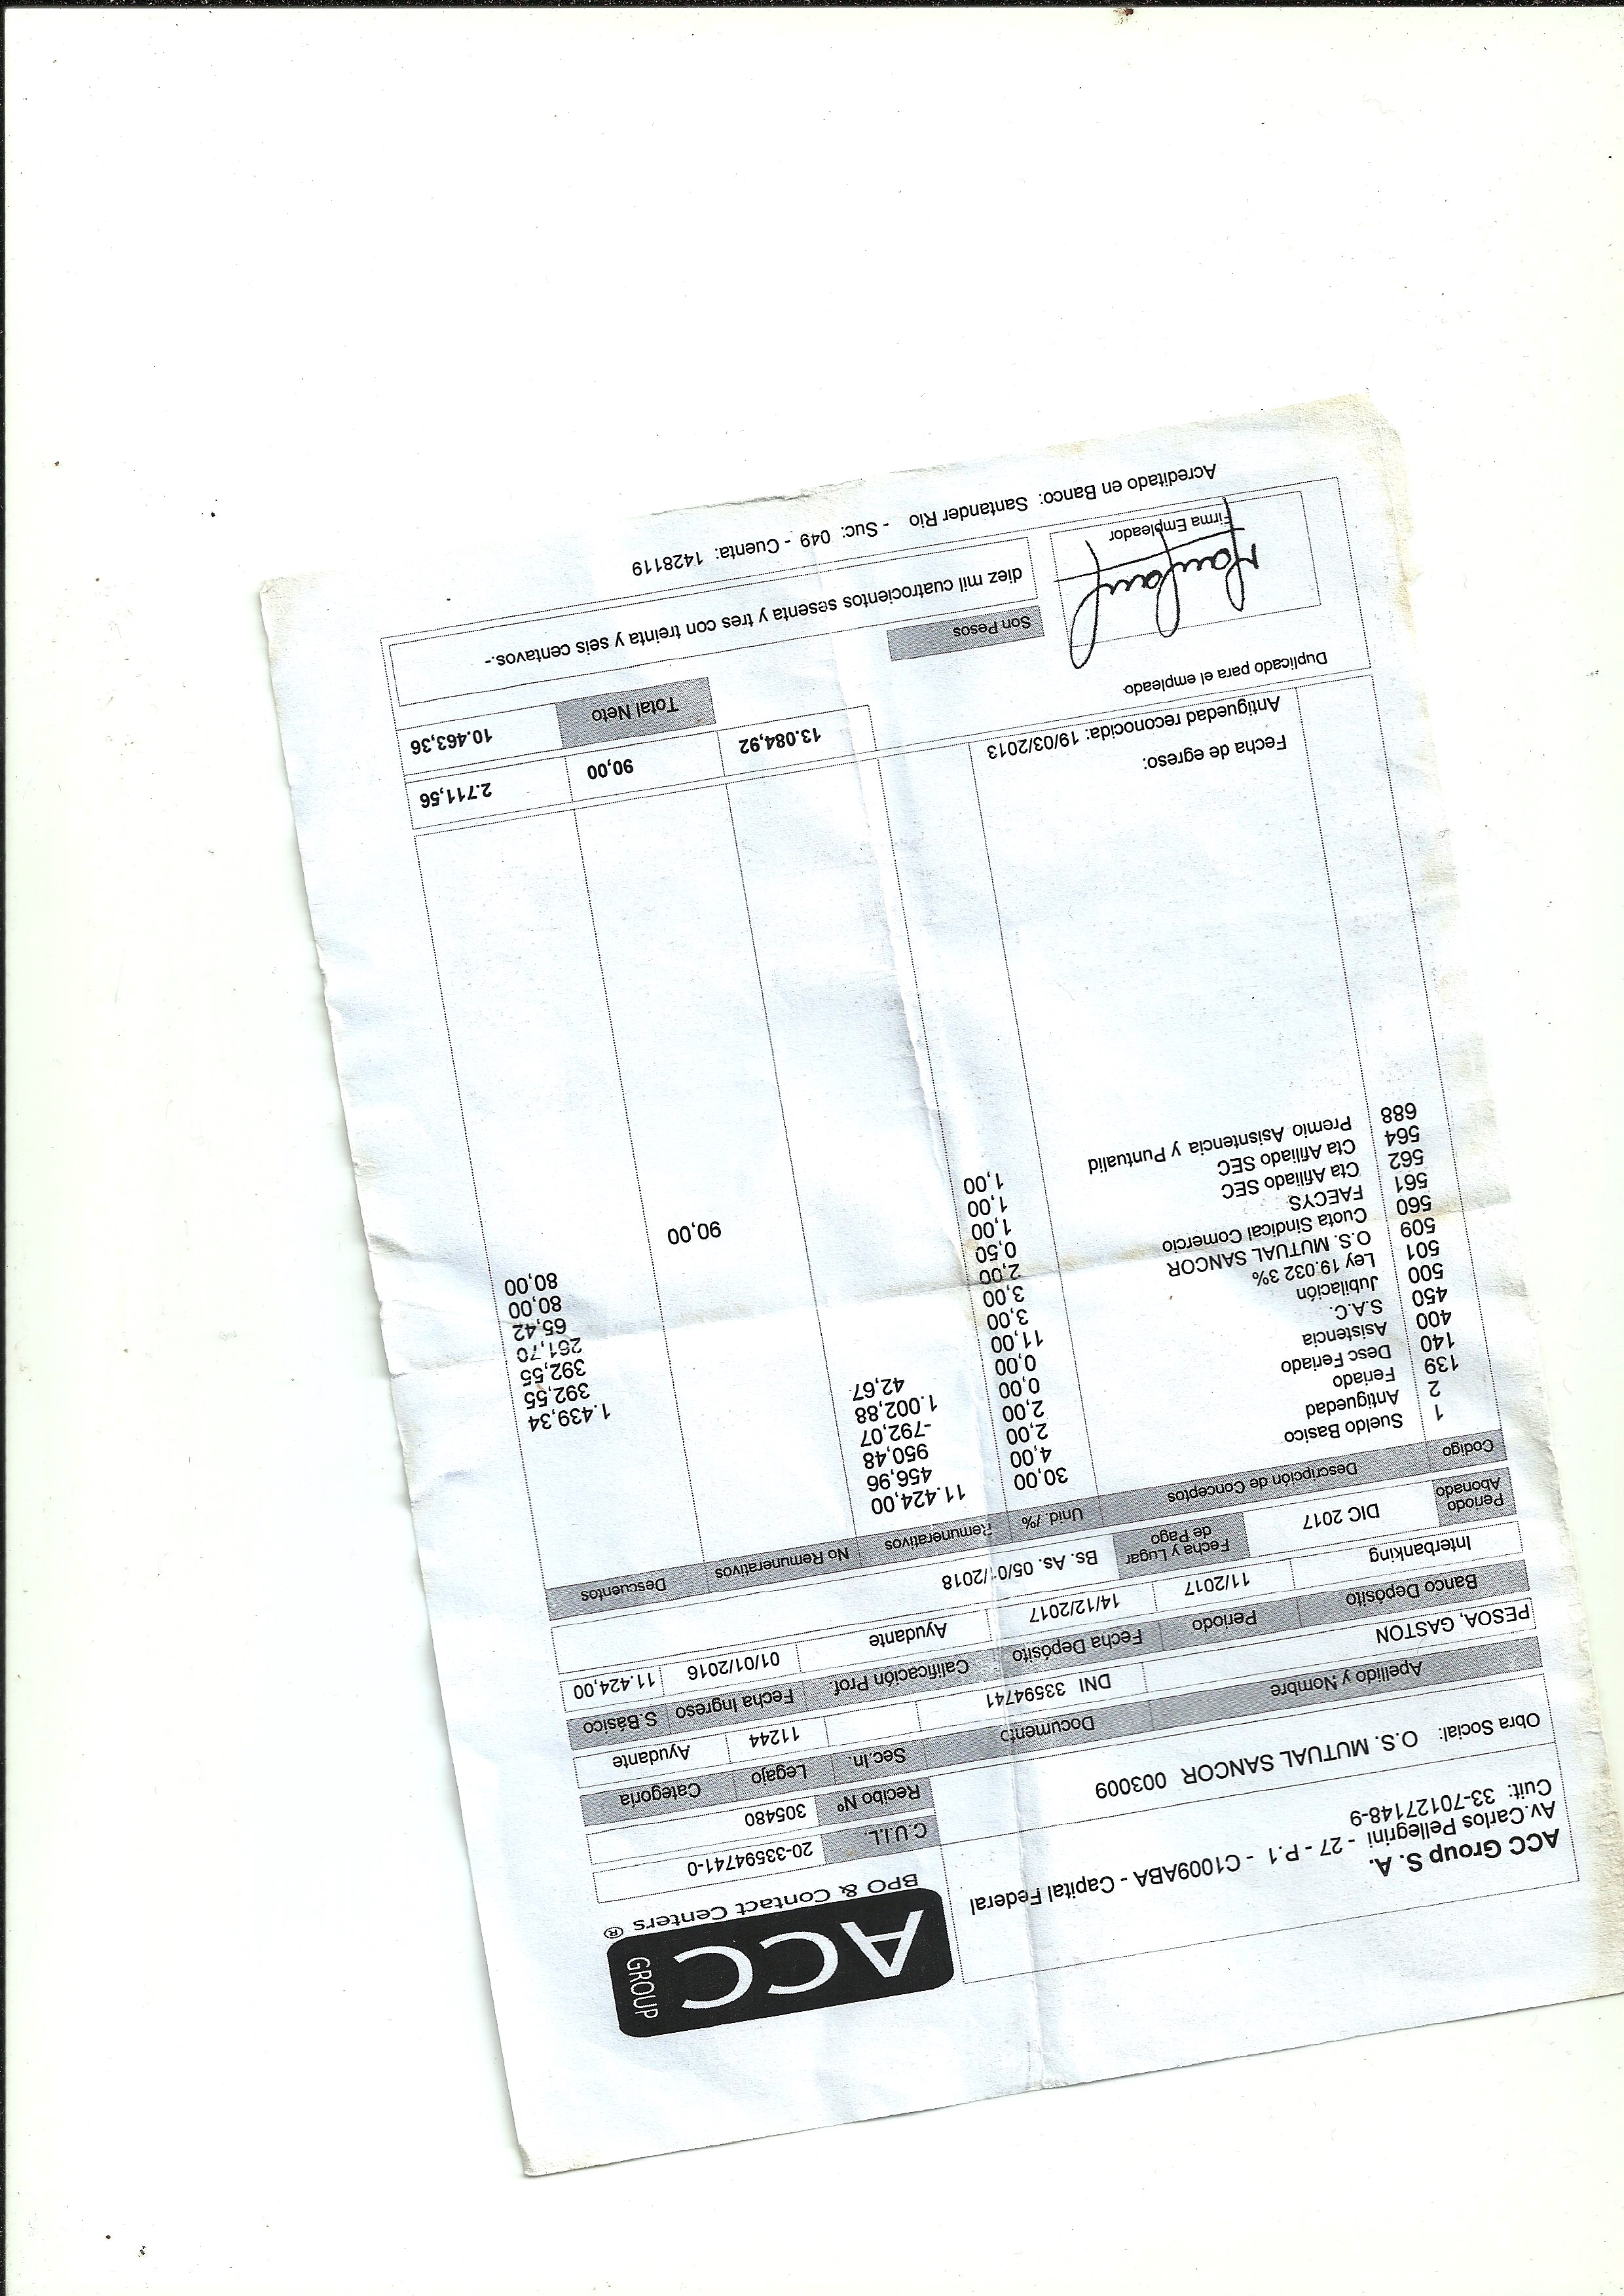 ACC GROUP
BPO & Contact Centers ®
ACC Group S. A.
Av.Carlos Pellegrini - 27 - P.1 - C1009ABA - Capital Federal
Cuit: 33-70127148-9
C.U.I.L. 20-33594741-0
Recibo Nº 305480
Obra Social: O.S. MUTUAL SANCOR 003009
Apellido y Nombre Documento Sec.In. Legajo Categoría
PESOA, GASTON DNI 33594741 11244 Ayudante
Banco Depósito Periodo Fecha Depósito Calificación Prof. Fecha Ingreso S.Básico
Interbanking 11/2017 14/12/2017 Ayudante 01/01/2016 11.424,00
Periodo Abonado DIC 2017 Fecha y Lugar de Pago Bs. As. 05/01/2018
Codigo Descripción de Conceptos Unid. /% Remunerativos No Remunerativos Descuentos
1 Sueldo Basico 30,00 11.424,00
2 Antiguedad 4,00 456,96
139 Feriado 2,00 950,48
140 Desc Feriado 2,00 -792,07
400 Asistencia 0,00 1.002,88
450 S.A.C. 0,00 42,67
500 Jubilación 11,00 1.439,34
501 Ley 19.032 3% 3,00 392,55
509 O.S. MUTUAL SANCOR 3,00 392,55
560 Cuota Sindical Comercio 2,00 261,70
561 FAECYS 0,50 65,42
562 Cta Afiliado SEC 1,00 80,00
564 Cta Afiliado SEC 1,00 80,00
688 Premio Asisntencia y Puntualid 1,00 90,00
Fecha de egreso:
Antiguedad reconocida: 19/03/2013
13.084,92 90,00 2.711,56
Total Neto 10.463,36
Duplicado para el empleado
Son Pesos
diez mil cuatrocientos sesenta y tres con treinta y seis centavos.-
Firma Empleador
Acreditado en Banco: Santander Rio - Suc: 049 - Cuenta: 1428119